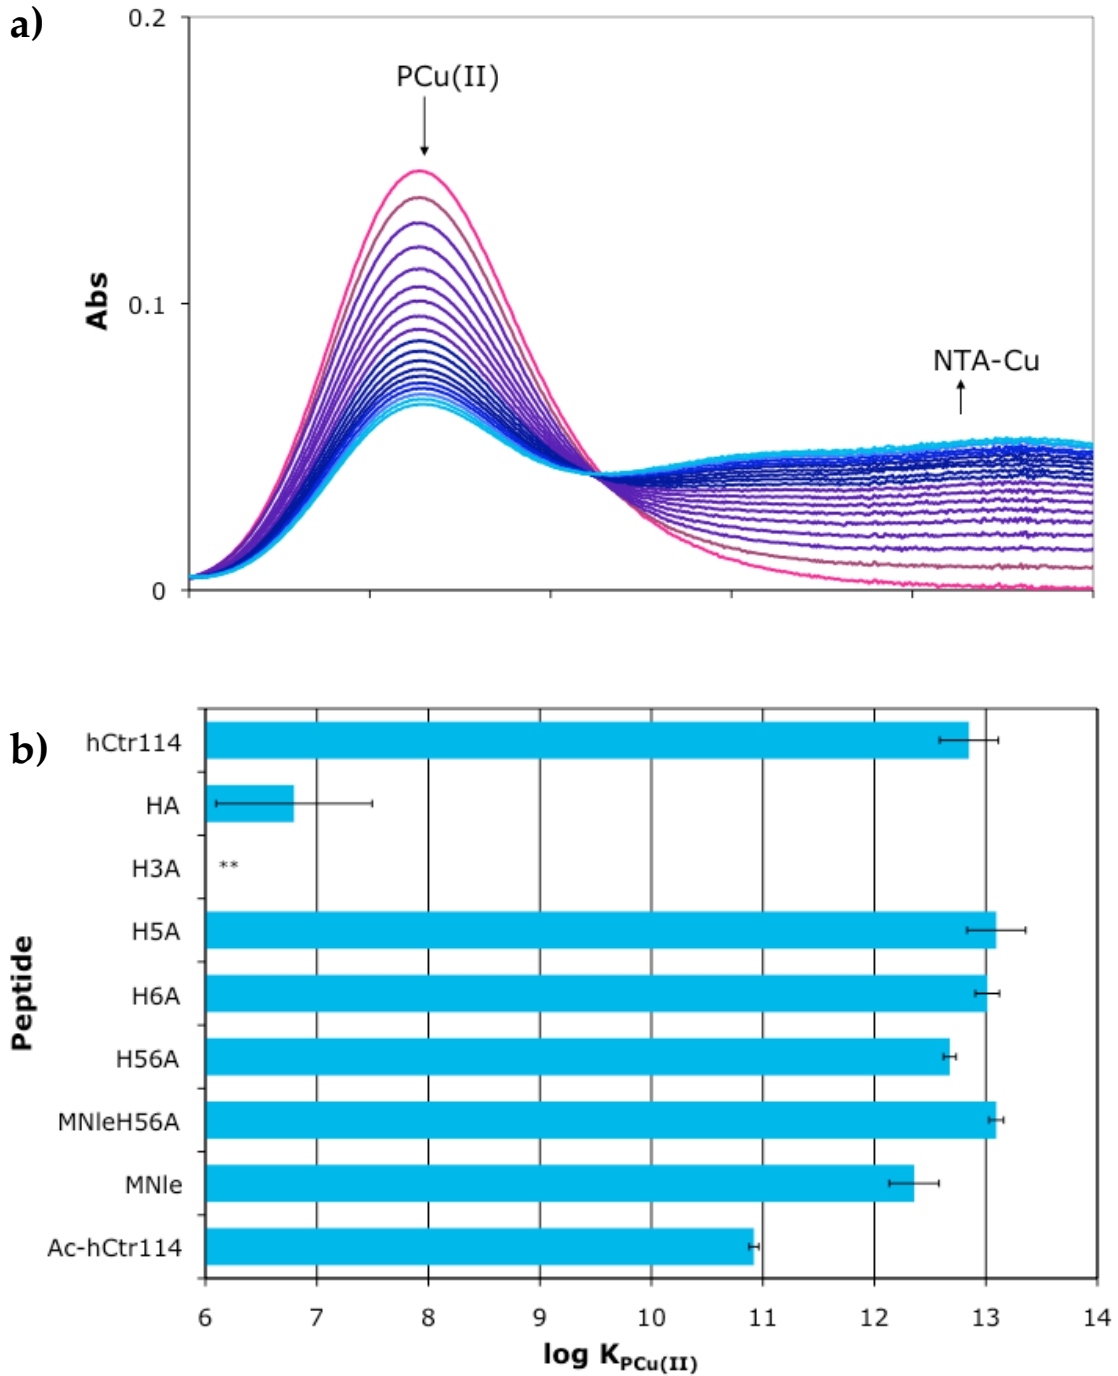 a)
0.2
PCu(II)
Abs
0.1
NTA-Cu
0
b)
hCtr114
HA
H3A **
H5A
Peptide
H6A
H56A
MNleH56A
MNle
Ac-hCtr114
6 7 8 9 10 11 12 13 14
log KPCu(II)